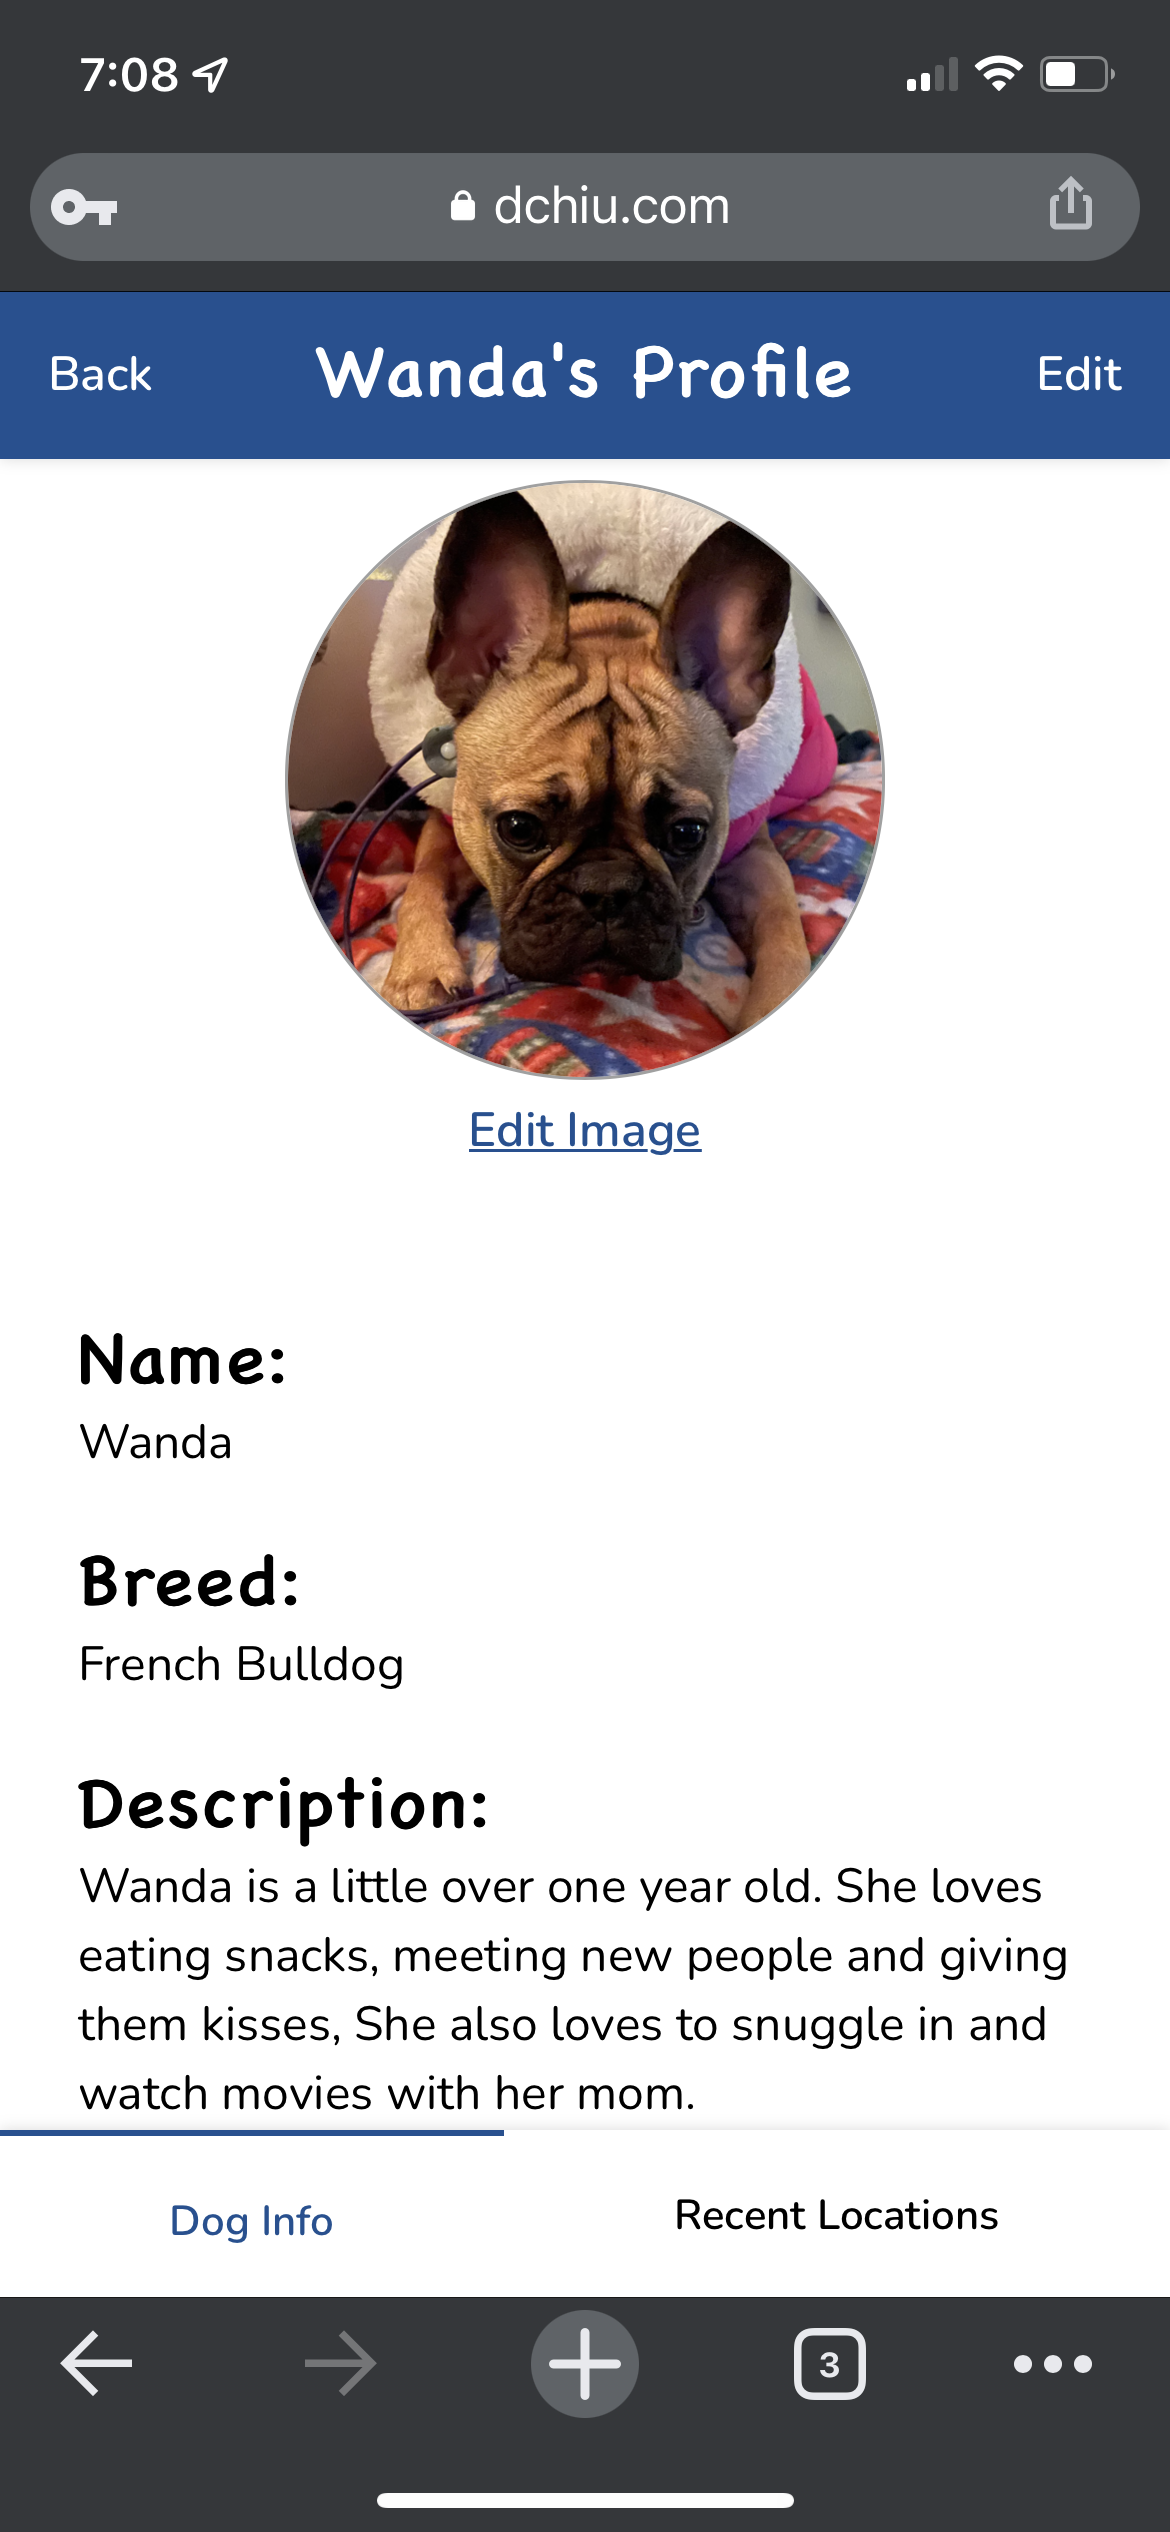 7:08
dchiu.com
Back
Wanda's Profile
Edit
Edit Image
Name:
Wanda
Breed:
French Bulldog
Description:
Wanda is a little over one year old. She loves
eating snacks, meeting new people and giving
them kisses, She also loves to snuggle in and
watch movies with her mom.
Dog Info
Recent Locations
3